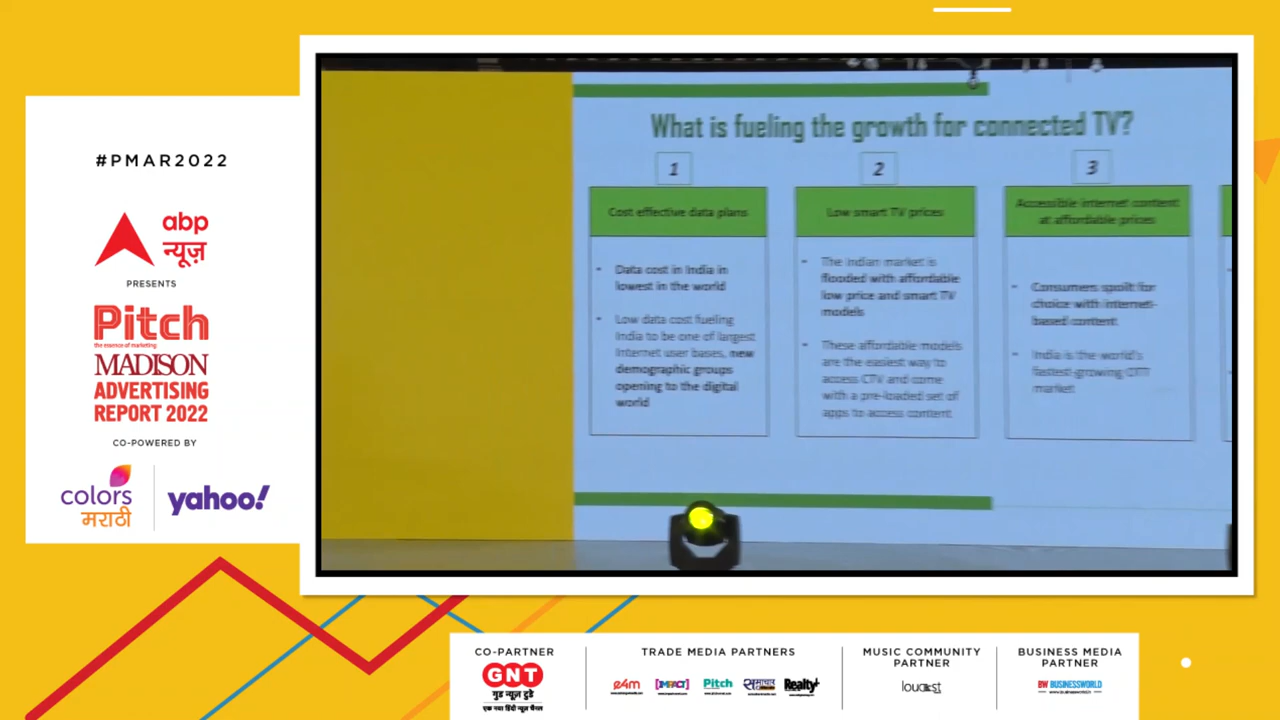 #PMAR2022
abp
न्यूज़
PRESENTS
Pitch
the essence of marketing
MADISON
ADVERTISING
REPORT 2022
CO-POWERED BY
colors
मराठी
yahoo!
What is fueling the growth for connected TV?
1
Cost effective data plans
• Data cost in India in
lowest in the world
• Low data cost fueling
India to be one of largest
Internet user bases, new
demographic groups
opening to the digital
world
2
Low smart TV prices
• The Indian market is
flooded with affordable
low price and smart TV
models
• These affordable models
are the easiest way to
access CTV and come
with a pre-loaded set of
apps to access content
3
Accessible internet content
at affordable prices
• Consumers spoilt for
choice with internet-
based content
• India is the world's
fastest-growing OTT
market
CO-PARTNER
GNT
गुड न्यूज़ टुडे
एक नया हिंदी न्यूज़ चैनल
TRADE MEDIA PARTNERS
e4m
[IMPACT]
Pitch
समाचार
Realty+
MUSIC COMMUNITY
PARTNER
BUSINESS MEDIA
PARTNER
BW BUSINESSWORLD